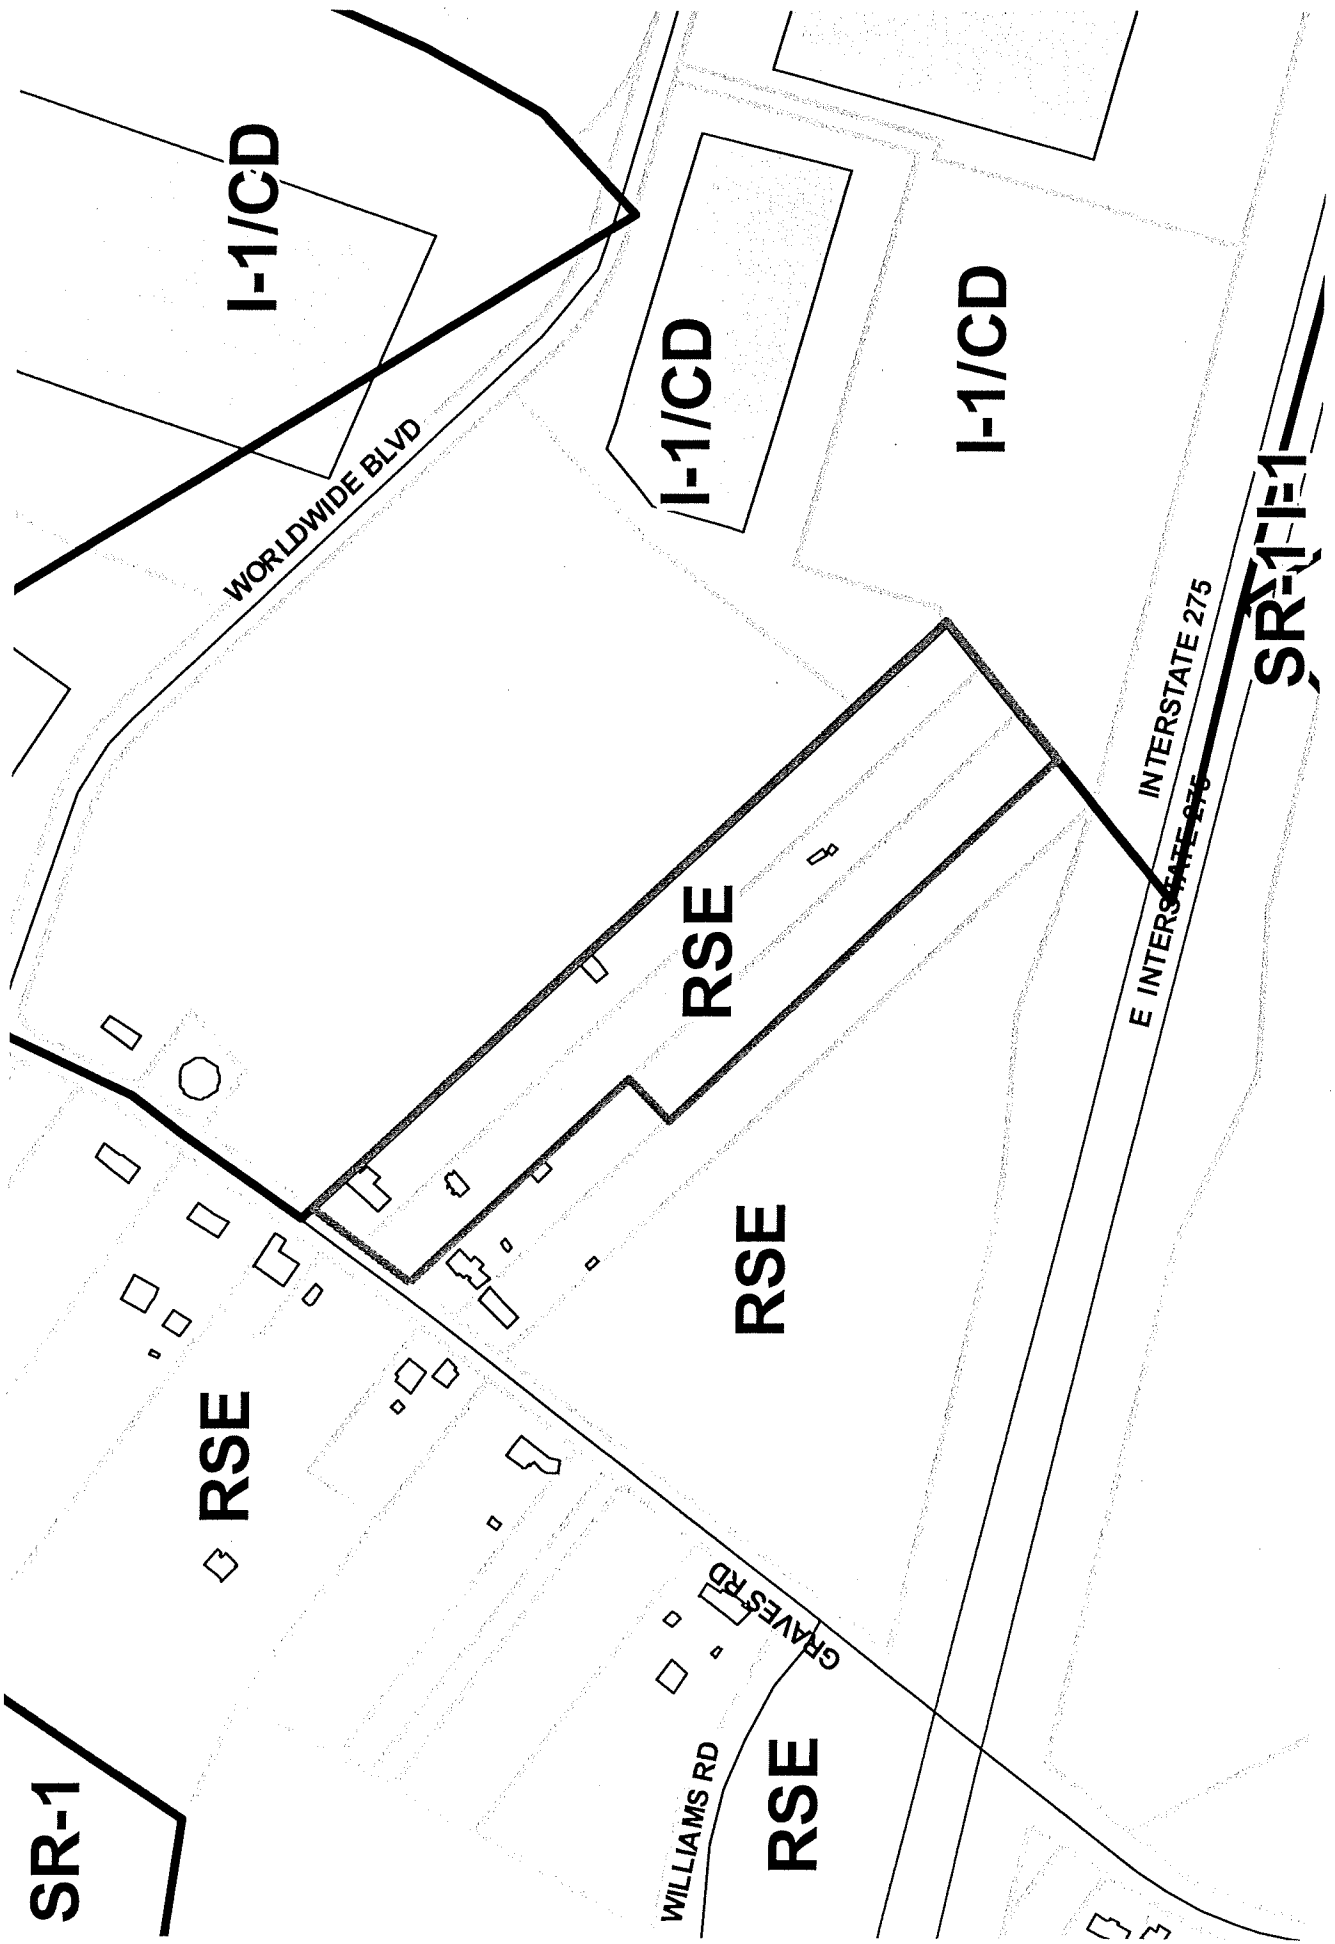 I-1/CD
WORLDWIDE BLVD
I-1/CD
I-1/CD
SR-1 I-1
INTERSTATE 275
E INTERSTATE 275
RSE
RSE
RSE
GRAVES RD
WILLIAMS RD
RSE
SR-1